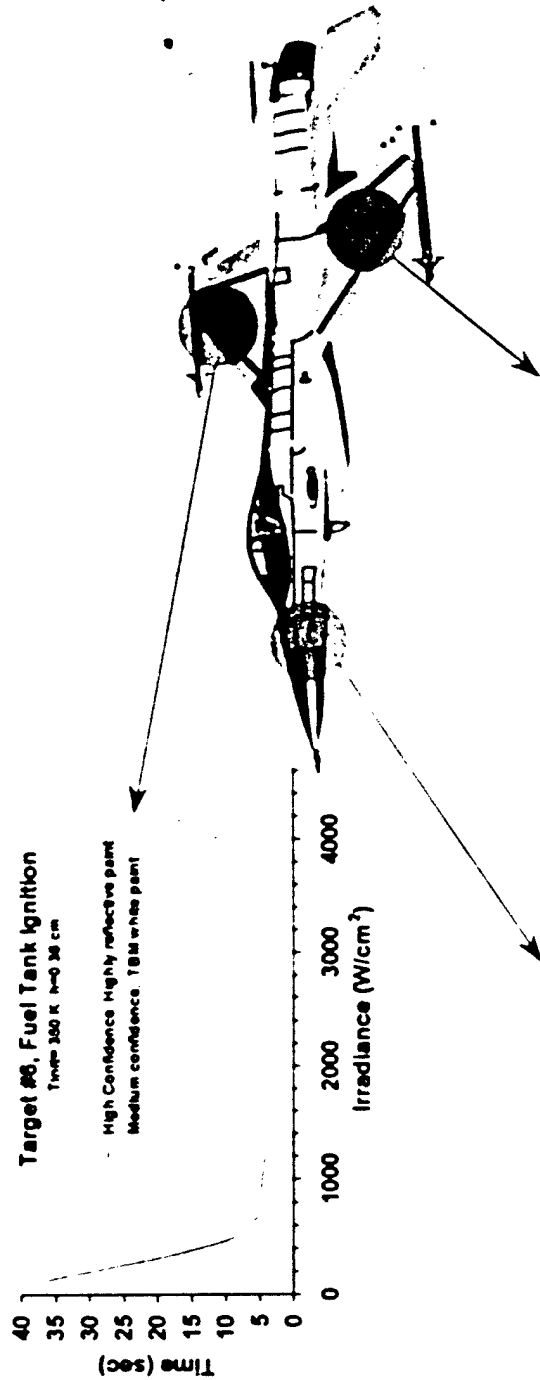 Target #6, Fuel Tank Ignition
High Confidence Highly reflective paint
Medium confidence. TBM white paint
40
35
30
25
20
15
10
5
0
Time (sec)
0
1000
2000
3000
4000
Irradiance (W/cm²)